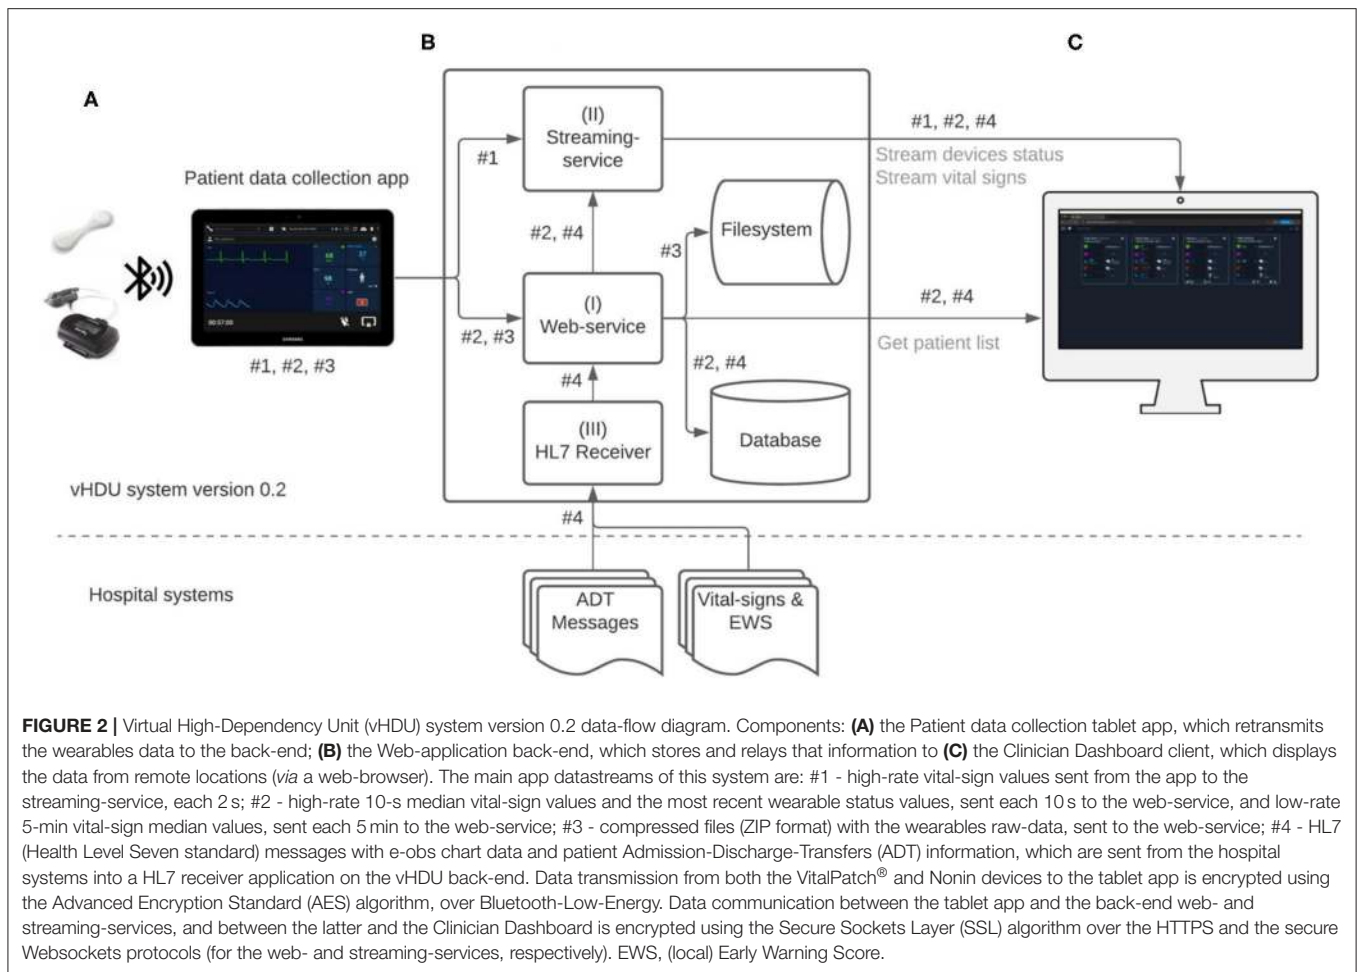 B
C
A
(II)
Streaming-
service
#1
#1, #2, #4
Stream devices status
Stream vital signs
Patient data collection app
#2, #4
Filesystem
#3
(I)
Web-service
#2, #3
#2, #4
Get patient list
#1, #2, #3
#4
#2, #4
(III)
HL7 Receiver
Database
vHDU system version 0.2
#4
Hospital systems
ADT
Messages
Vital-signs &
EWS
00:57:00
SAMSUNG
FIGURE 2 | Virtual High-Dependency Unit (vHDU) system version 0.2 data-flow diagram. Components: (A) the Patient data collection tablet app, which retransmits
the wearables data to the back-end; (B) the Web-application back-end, which stores and relays that information to (C) the Clinician Dashboard client, which displays
the data from remote locations (via a web-browser). The main app datastreams of this system are: #1 - high-rate vital-sign values sent from the app to the
streaming-service, each 2 s; #2 - high-rate 10-s median vital-sign values and the most recent wearable status values, sent each 10 s to the web-service, and low-rate
5-min vital-sign median values, sent each 5 min to the web-service; #3 - compressed files (ZIP format) with the wearables raw-data, sent to the web-service; #4 - HL7
(Health Level Seven standard) messages with e-obs chart data and patient Admission-Discharge-Transfers (ADT) information, which are sent from the hospital
systems into a HL7 receiver application on the vHDU back-end. Data transmission from both the VitalPatch® and Nonin devices to the tablet app is encrypted using
the Advanced Encryption Standard (AES) algorithm, over Bluetooth-Low-Energy. Data communication between the tablet app and the back-end web- and
streaming-services, and between the latter and the Clinician Dashboard is encrypted using the Secure Sockets Layer (SSL) algorithm over the HTTPS and the secure
Websockets protocols (for the web- and streaming-services, respectively). EWS, (local) Early Warning Score.